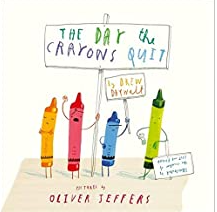 THE DAY the
CRAYONS QUIT
by DREW
DAYWALT
PICTURES by
OLIVER JEFFERS